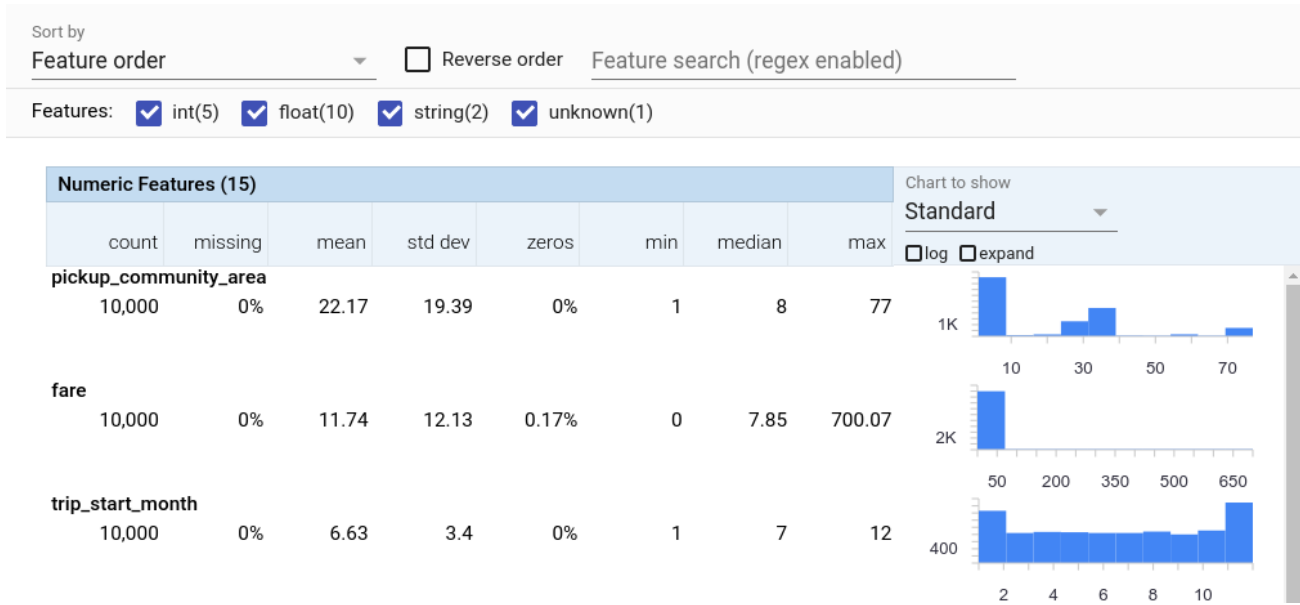 Sort by
Feature order
Reverse order
Feature search (regex enabled)
Features: int(5) float(10) string(2) unknown(1)
Numeric Features (15)
Chart to show
Standard
count missing mean std dev zeros min median max
log expand
pickup_community_area
10,000 0% 22.17 19.39 0% 1 8 77
1K
10 30 50 70
fare
10,000 0% 11.74 12.13 0.17% 0 7.85 700.07
2K
50 200 350 500 650
trip_start_month
10,000 0% 6.63 3.4 0% 1 7 12
400
2 4 6 8 10